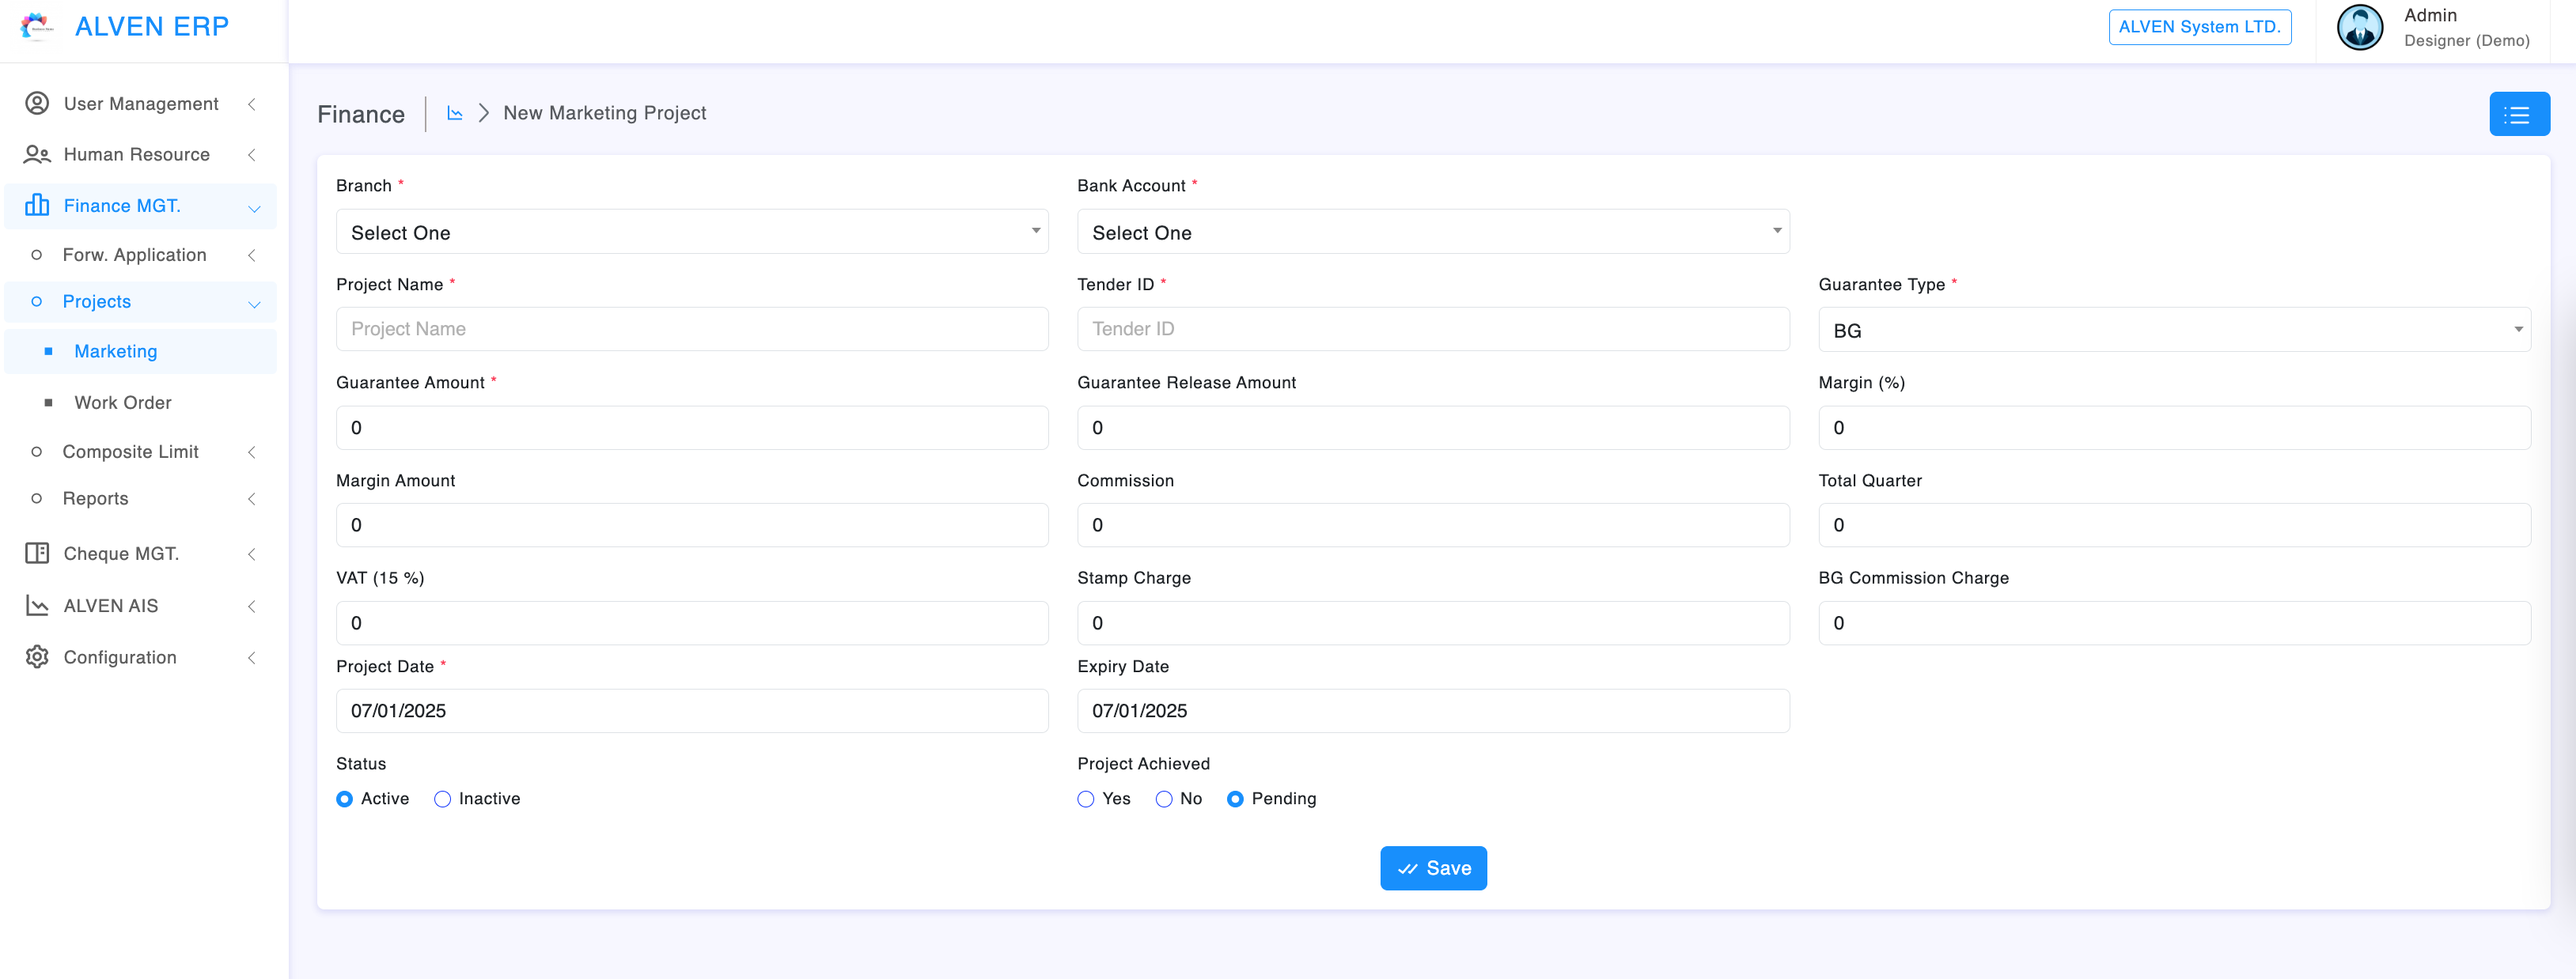 ALVEN ERP
ALVEN System LTD.
Admin
Designer (Demo)
User Management
Human Resource
Finance MGT.
Forw. Application
Projects
Marketing
Work Order
Composite Limit
Reports
Cheque MGT.
ALVEN AIS
Configuration
Finance
New Marketing Project
Branch *
Bank Account *
Select One
Select One
Project Name *
Tender ID *
Guarantee Type *
Project Name
Tender ID
BG
Guarantee Amount *
Guarantee Release Amount
Margin (%)
0
0
0
Margin Amount
Commission
Total Quarter
0
0
0
VAT (15 %)
Stamp Charge
BG Commission Charge
0
0
0
Project Date *
Expiry Date
07/01/2025
07/01/2025
Status
Project Achieved
Active Inactive
Yes No Pending
Save